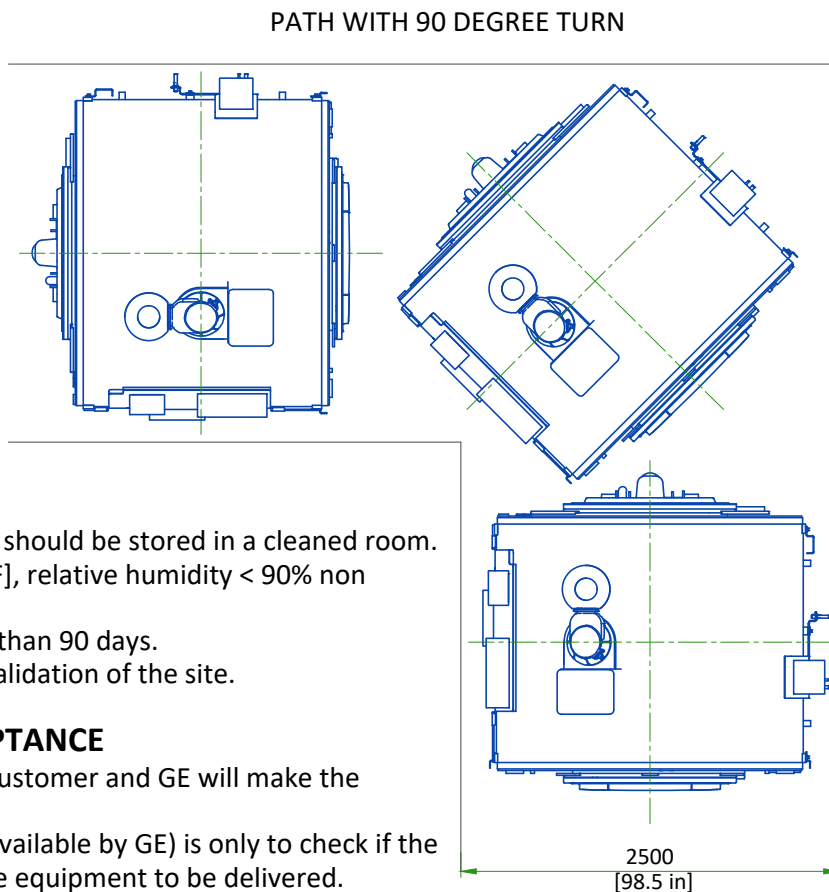 PATH WITH 90 DEGREE TURN
should be stored in a cleaned room.
], relative humidity < 90% non
than 90 days.
alidation of the site.
PTANCE
ustomer and GE will make the
vailable by GE) is only to check if the
e equipment to be delivered.
2500
[98.5 in]